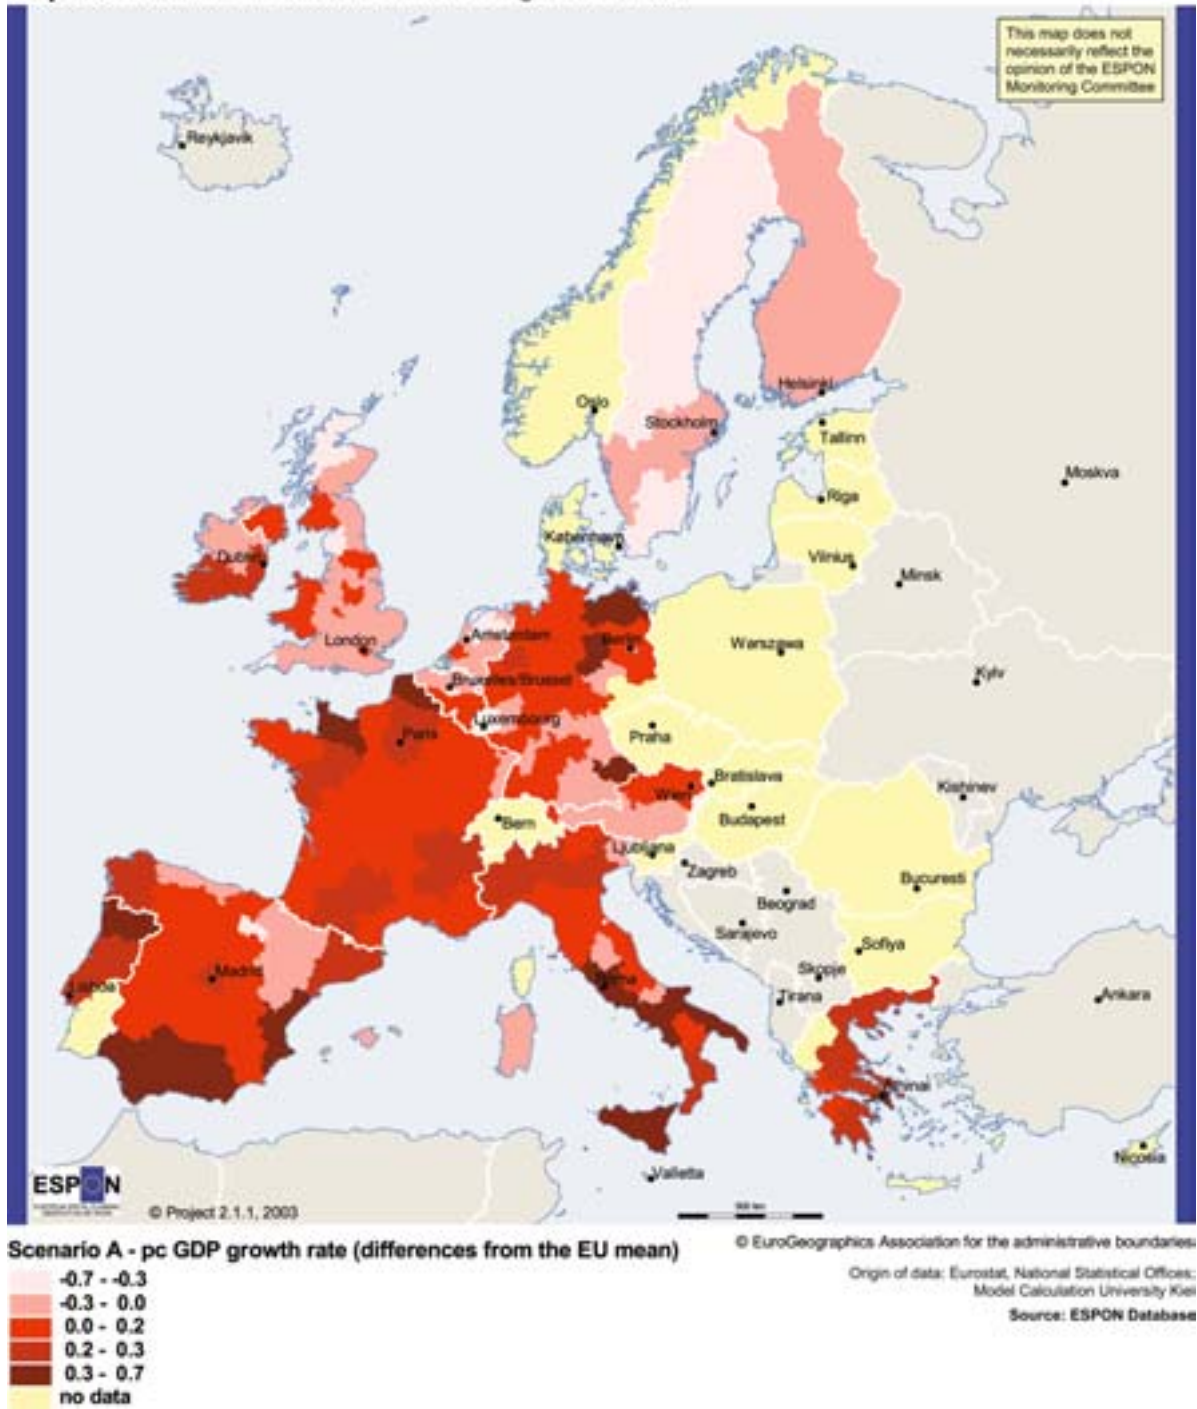 This map does not
necessarily reflect the
opinion of the ESPON
Monitoring Committee
Reykjavik
Oslo
Helsinki
Stockholm
Tallinn
Moskva
Riga
København
Vilnius
Minsk
Dublin
London
Amsterdam
Berlin
Warszawa
Kyiv
Bruxelles/Brussel
Luxembourg
Paris
Praha
Bratislava
Wien
Kishinev
Budapest
Bern
Ljubljana
Zagreb
Bucuresti
Beograd
Sarajevo
Sofiya
Madrid
Skopje
Roma
Lisboa
Tirana
Ankara
Athinai
Nicosia
Valletta
ESPON
© Project 2.1.1, 2003
500 km
Scenario A - pc GDP growth rate (differences from the EU mean)
-0.7 - -0.3
-0.3 - 0.0
0.0 - 0.2
0.2 - 0.3
0.3 - 0.7
no data
© EuroGeographics Association for the administrative boundaries
Origin of data: Eurostat, National Statistical Offices;
Model Calculation University Kiel
Source: ESPON Database